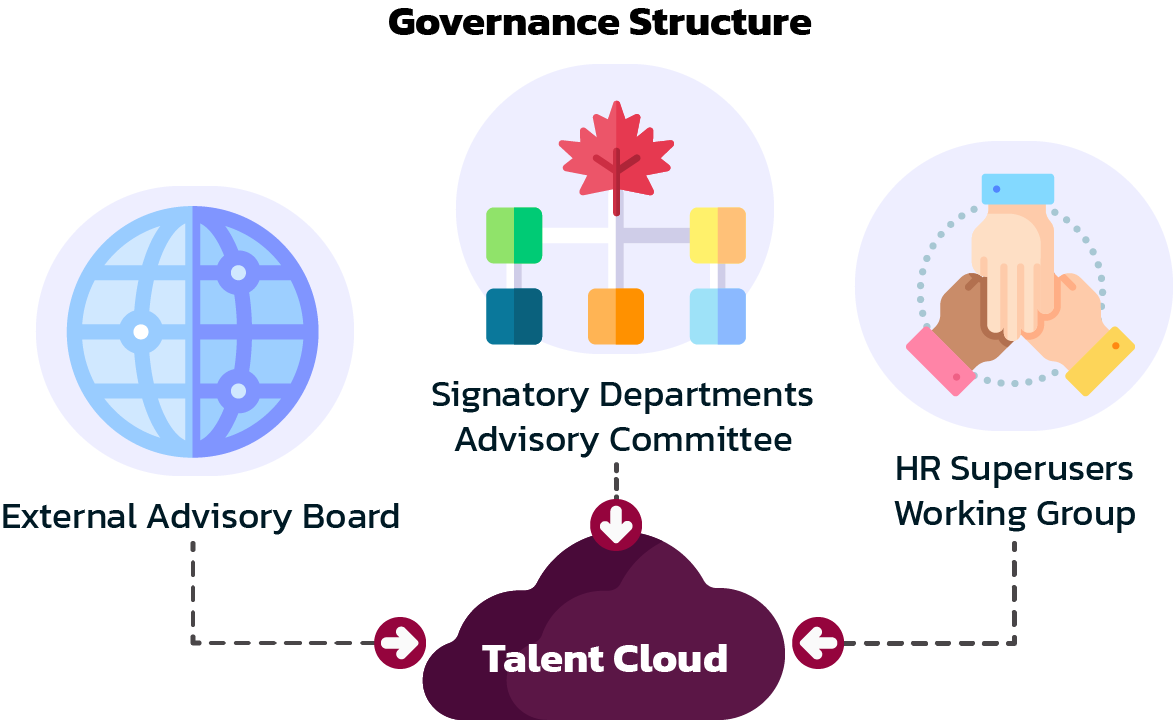 Governance Structure
Signatory Departments
Advisory Committee
HR Superusers
Working Group
External Advisory Board
Talent Cloud